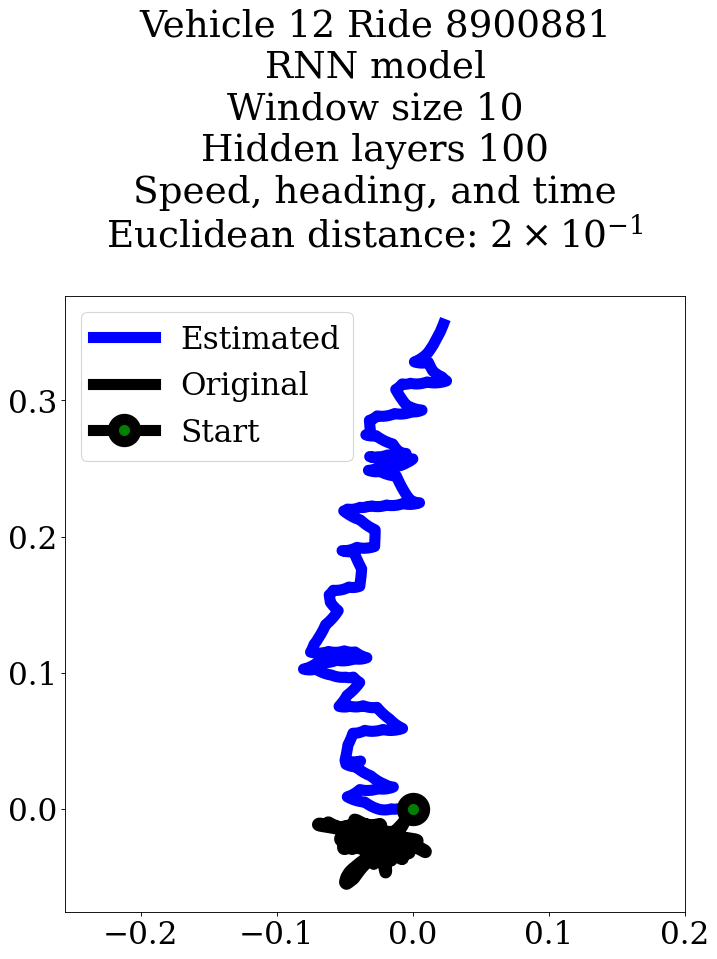 Vehicle 12 Ride 8900881
RNN model
Window size 10
Hidden layers 100
Speed, heading, and time
Euclidean distance: 2 × 10⁻¹
Estimated
Original
Start
0.3
0.2
0.1
0.0
−0.2 −0.1 0.0 0.1 0.2